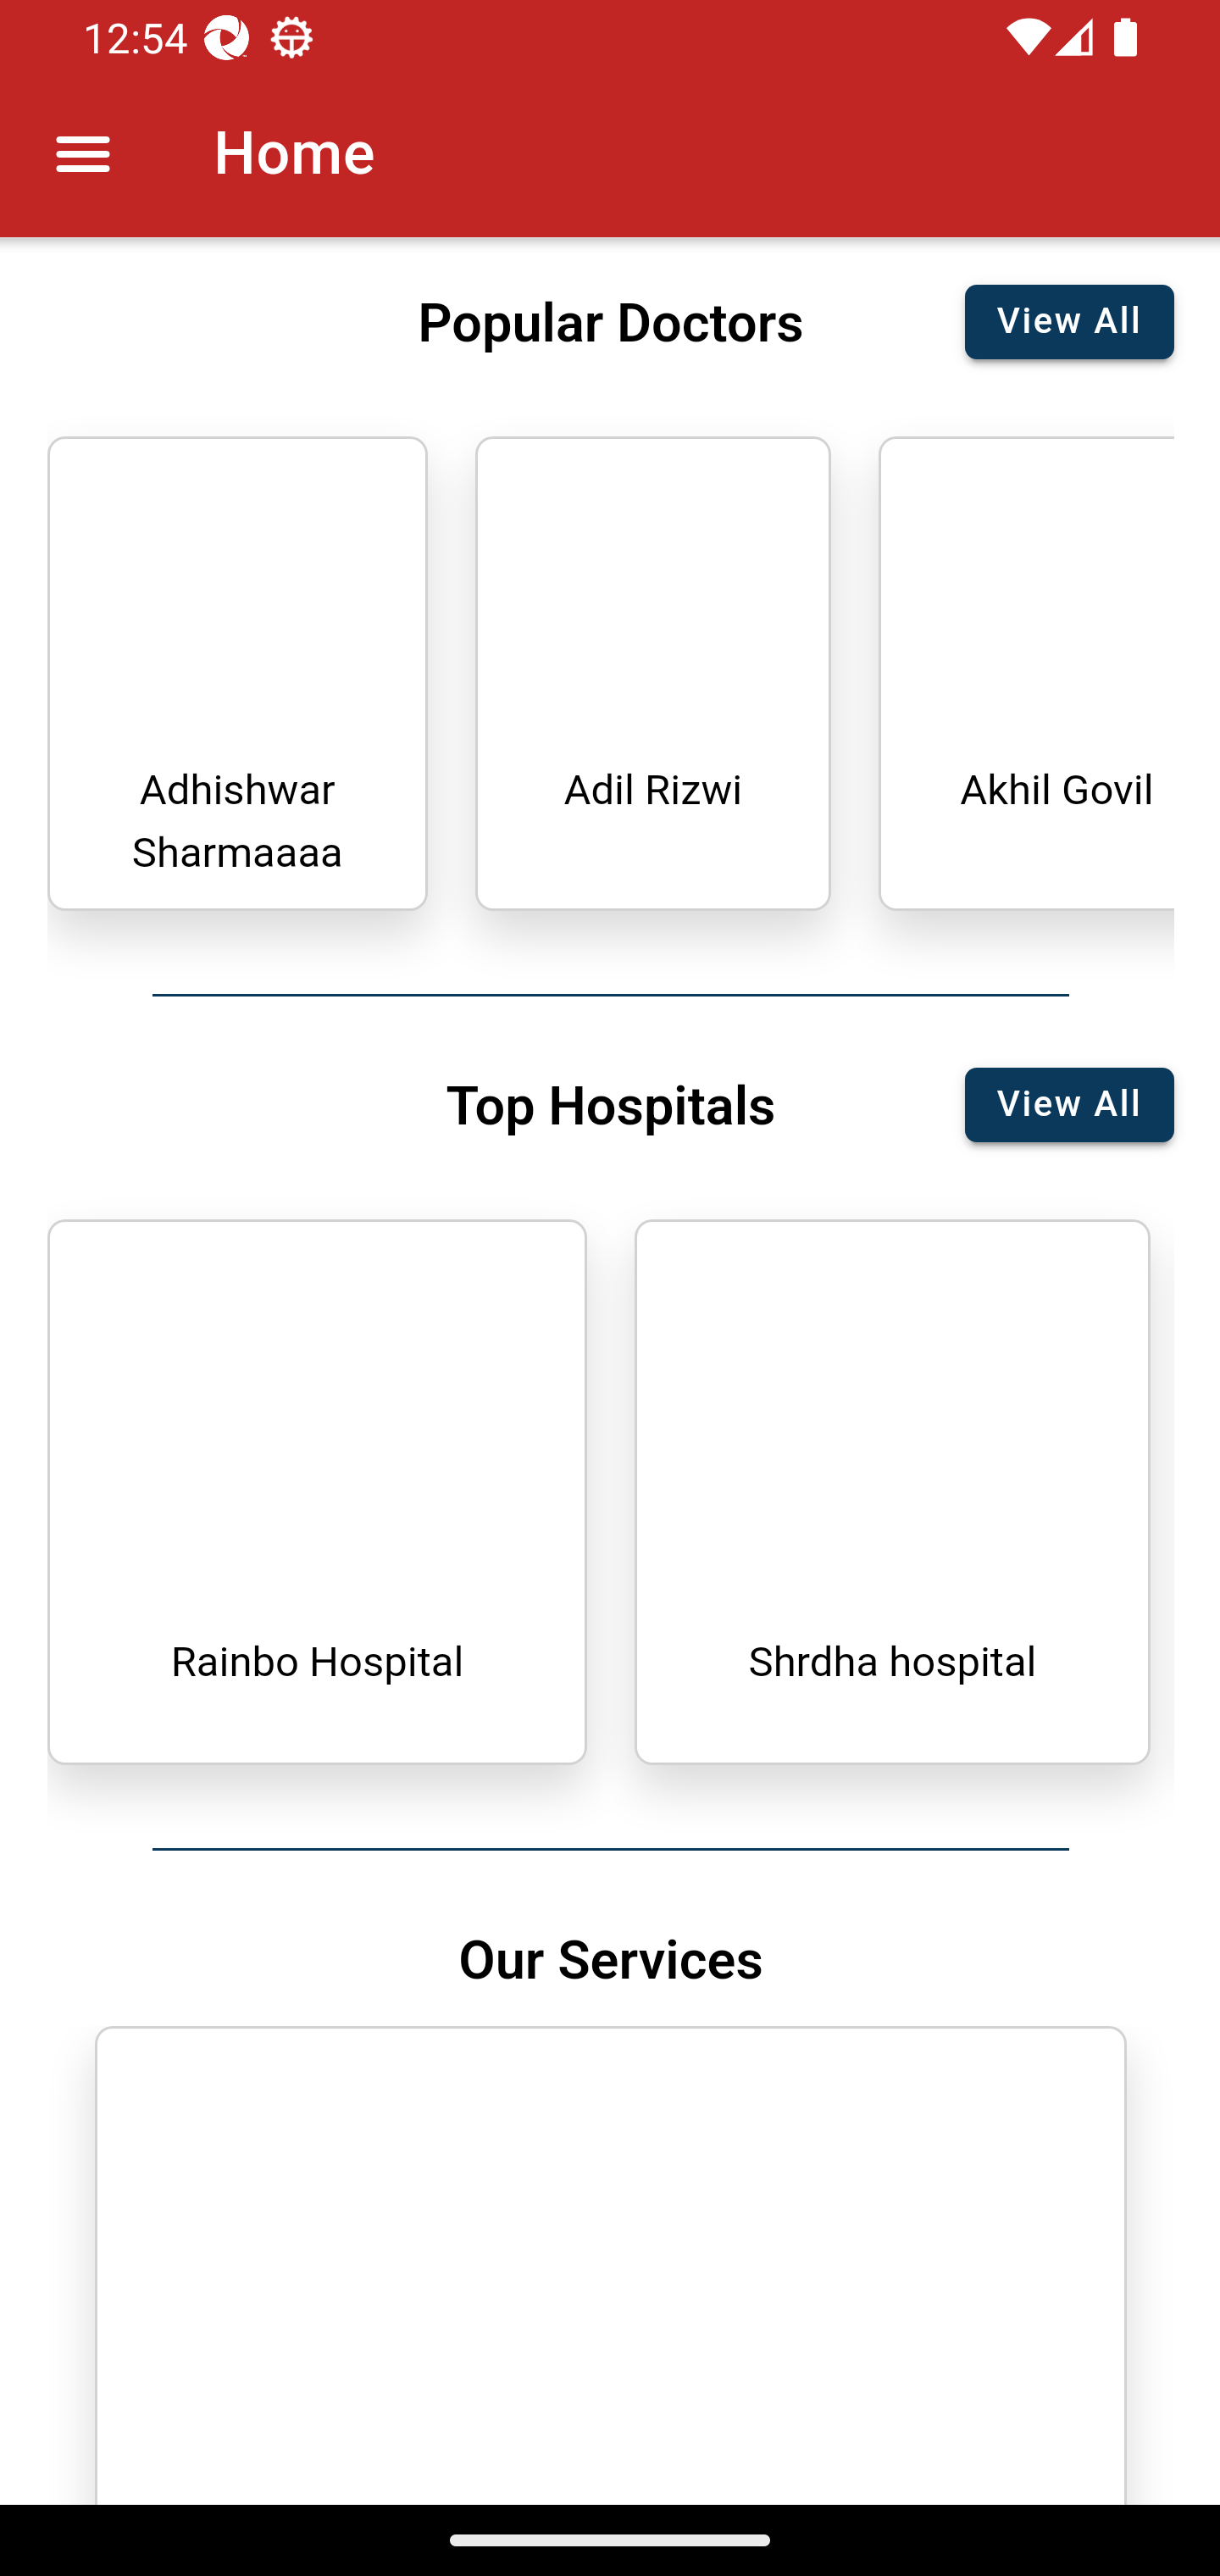 12:54
Home
Popular Doctors
View All
Adhishwar
Sharmaaaa
Adil Rizwi
Akhil Govil
Top Hospitals
View All
Rainbo Hospital
Shrdha hospital
Our Services